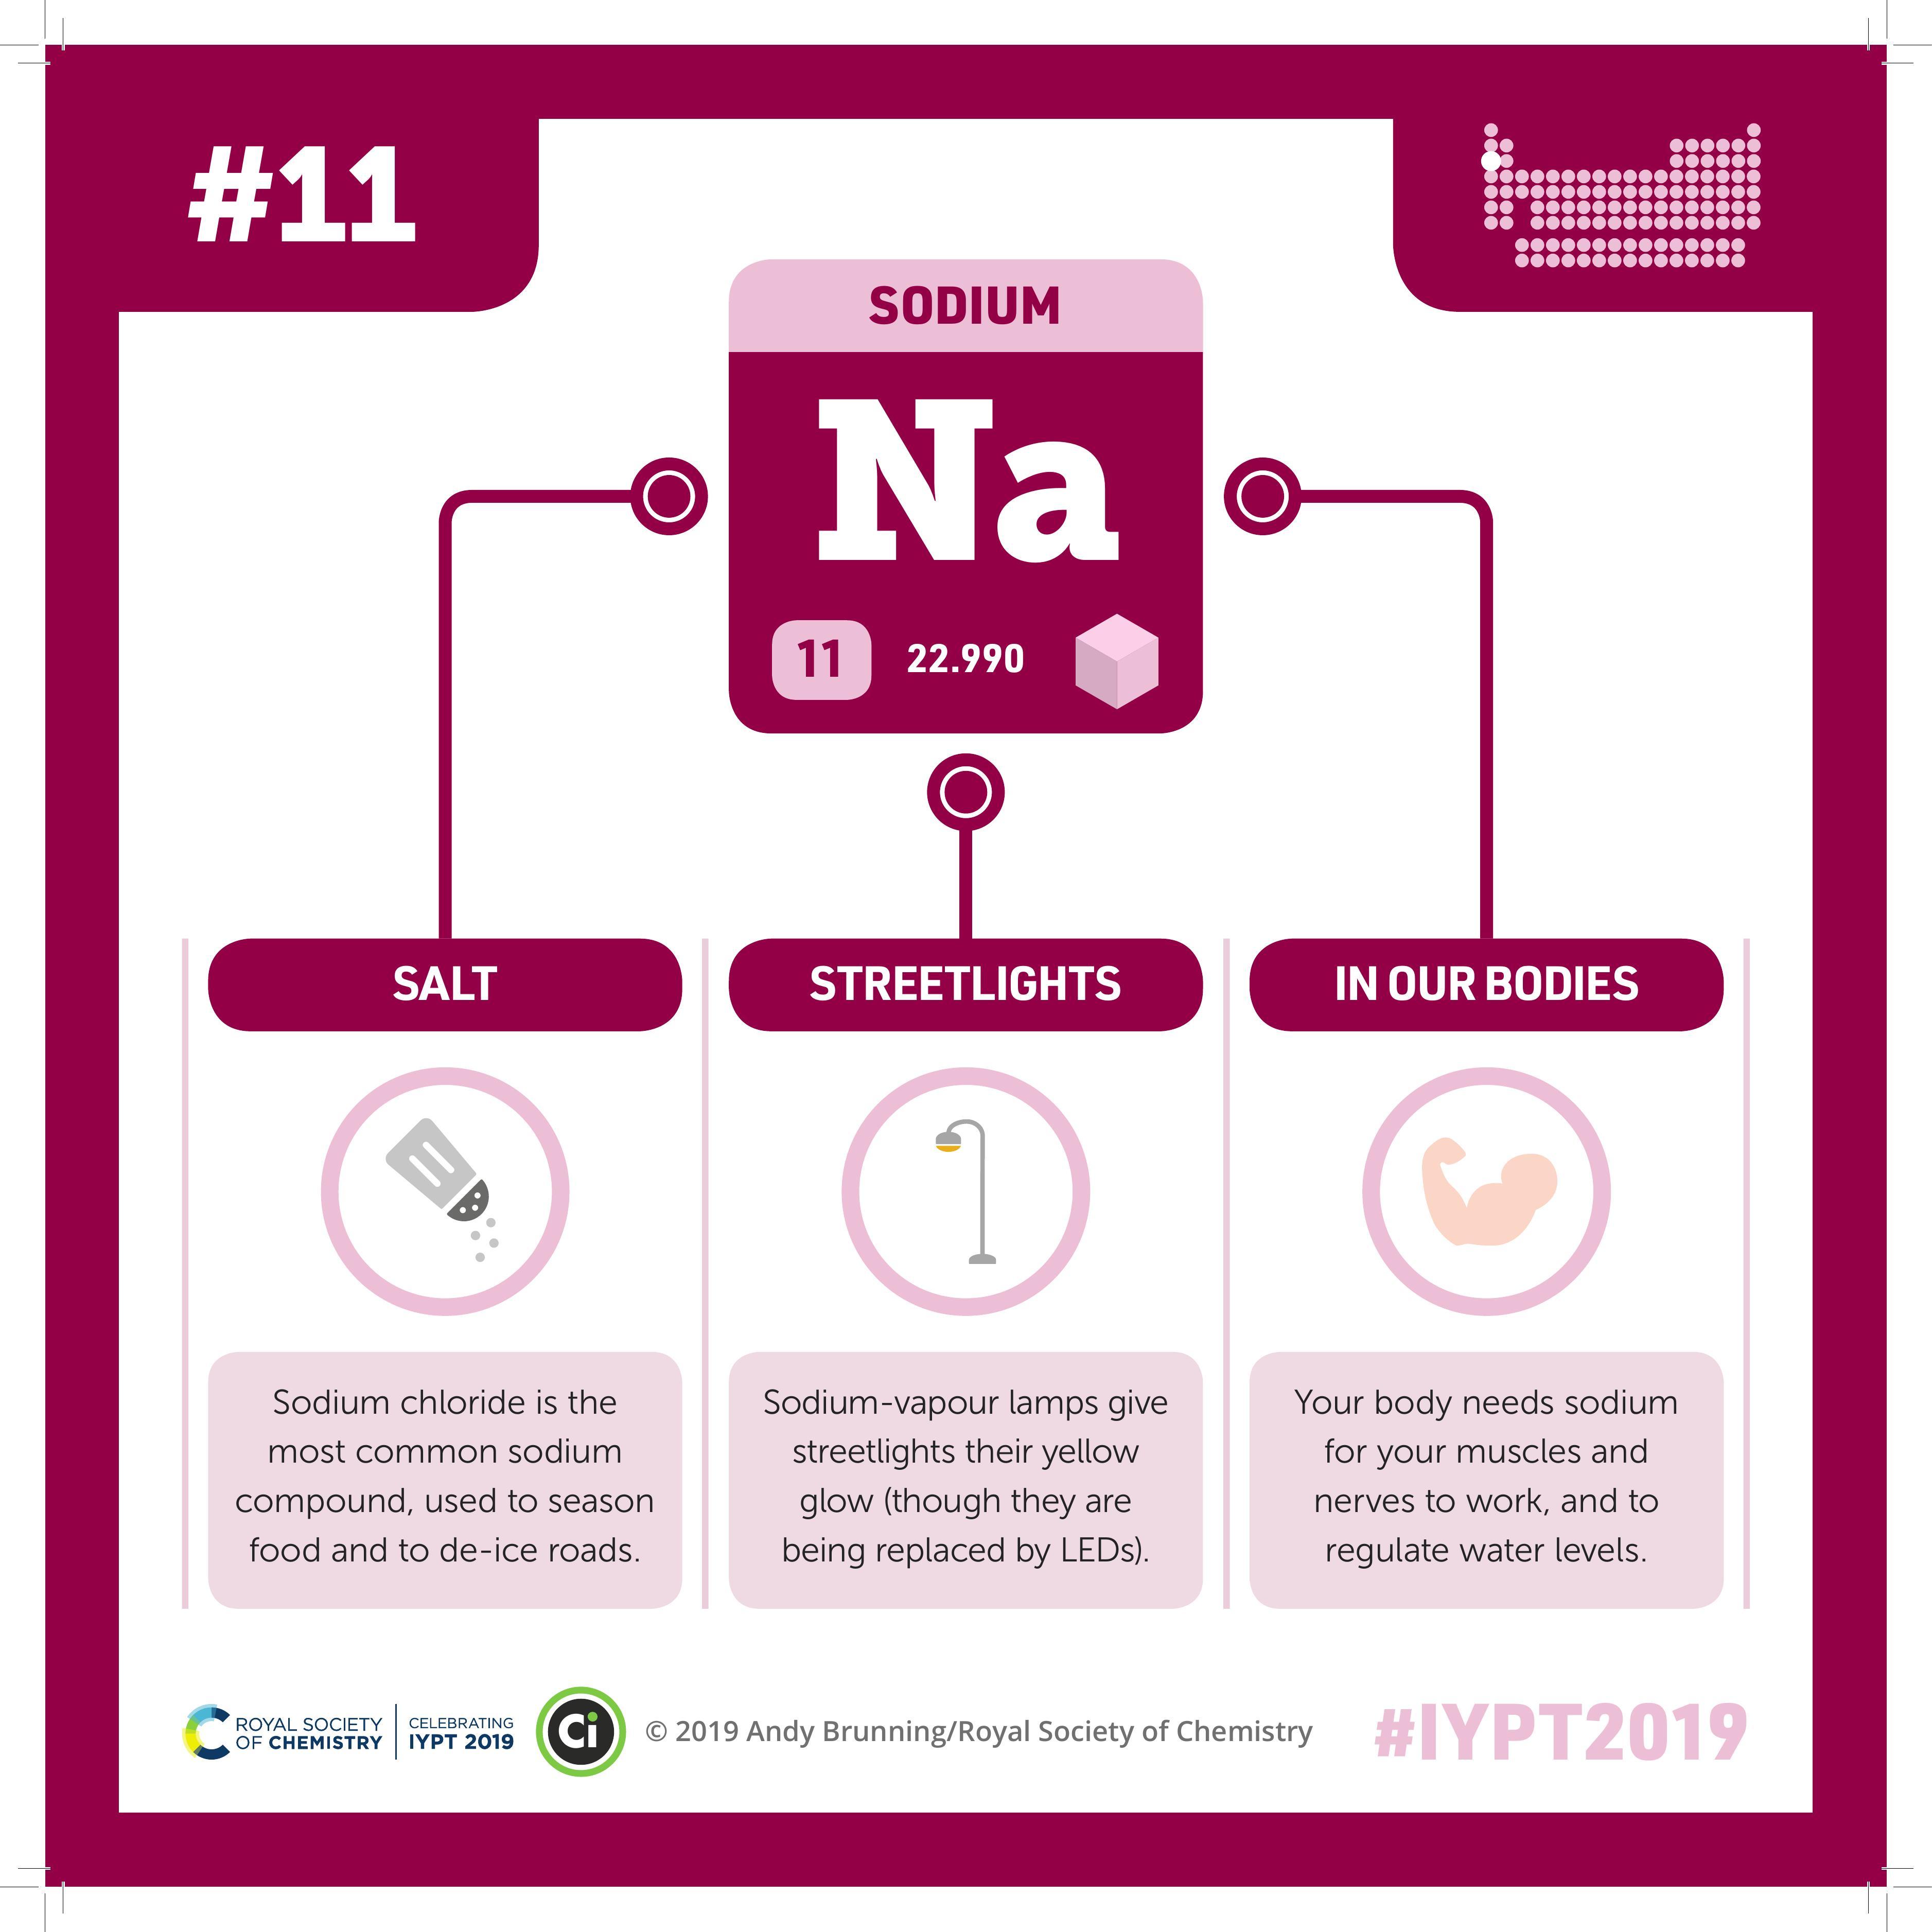 #11
SODIUM
Na
11 22.990
SALT
Sodium chloride is the
most common sodium
compound, used to season
food and to de-ice roads.
STREETLIGHTS
Sodium-vapour lamps give
streetlights their yellow
glow (though they are
being replaced by LEDs).
IN OUR BODIES
Your body needs sodium
for your muscles and
nerves to work, and to
regulate water levels.
ROYAL SOCIETY
OF CHEMISTRY
CELEBRATING
IYPT 2019
Ci
© 2019 Andy Brunning/Royal Society of Chemistry
#IYPT2019